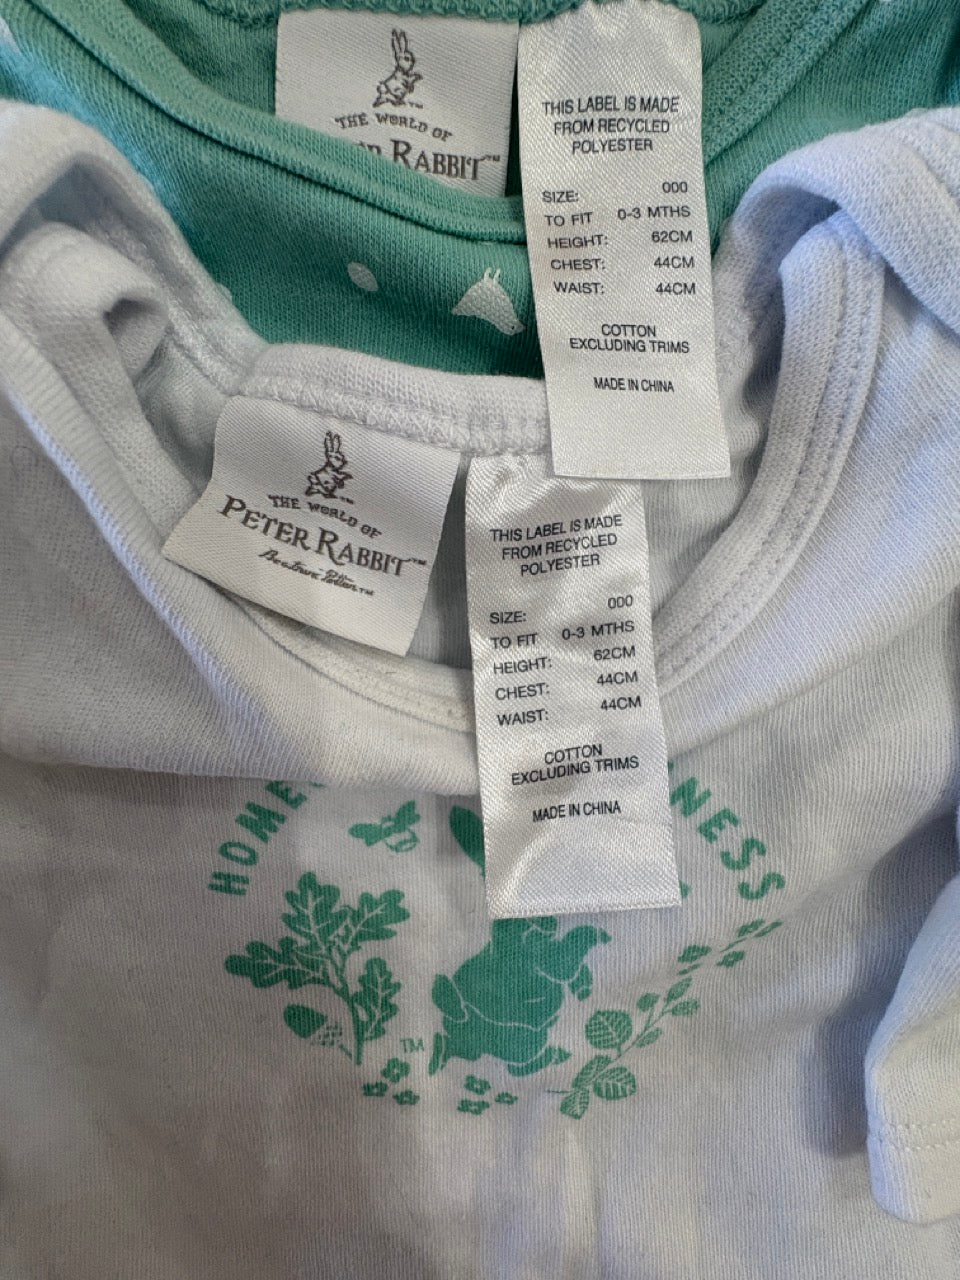 THE WORLD OF
RABBIT™
THIS LABEL IS MADE
FROM RECYCLED
POLYESTER
SIZE: 000
TO FIT 0-3 MTHS
HEIGHT: 62CM
CHEST: 44CM
WAIST: 44CM
COTTON
EXCLUDING TRIMS
MADE IN CHINA
THE WORLD OF
PETER RABBIT™
Beatrix Potter™
THIS LABEL IS MADE
FROM RECYCLED
POLYESTER
SIZE: 000
TO FIT 0-3 MTHS
HEIGHT: 62CM
CHEST: 44CM
WAIST: 44CM
COTTON
EXCLUDING TRIMS
MADE IN CHINA
TM